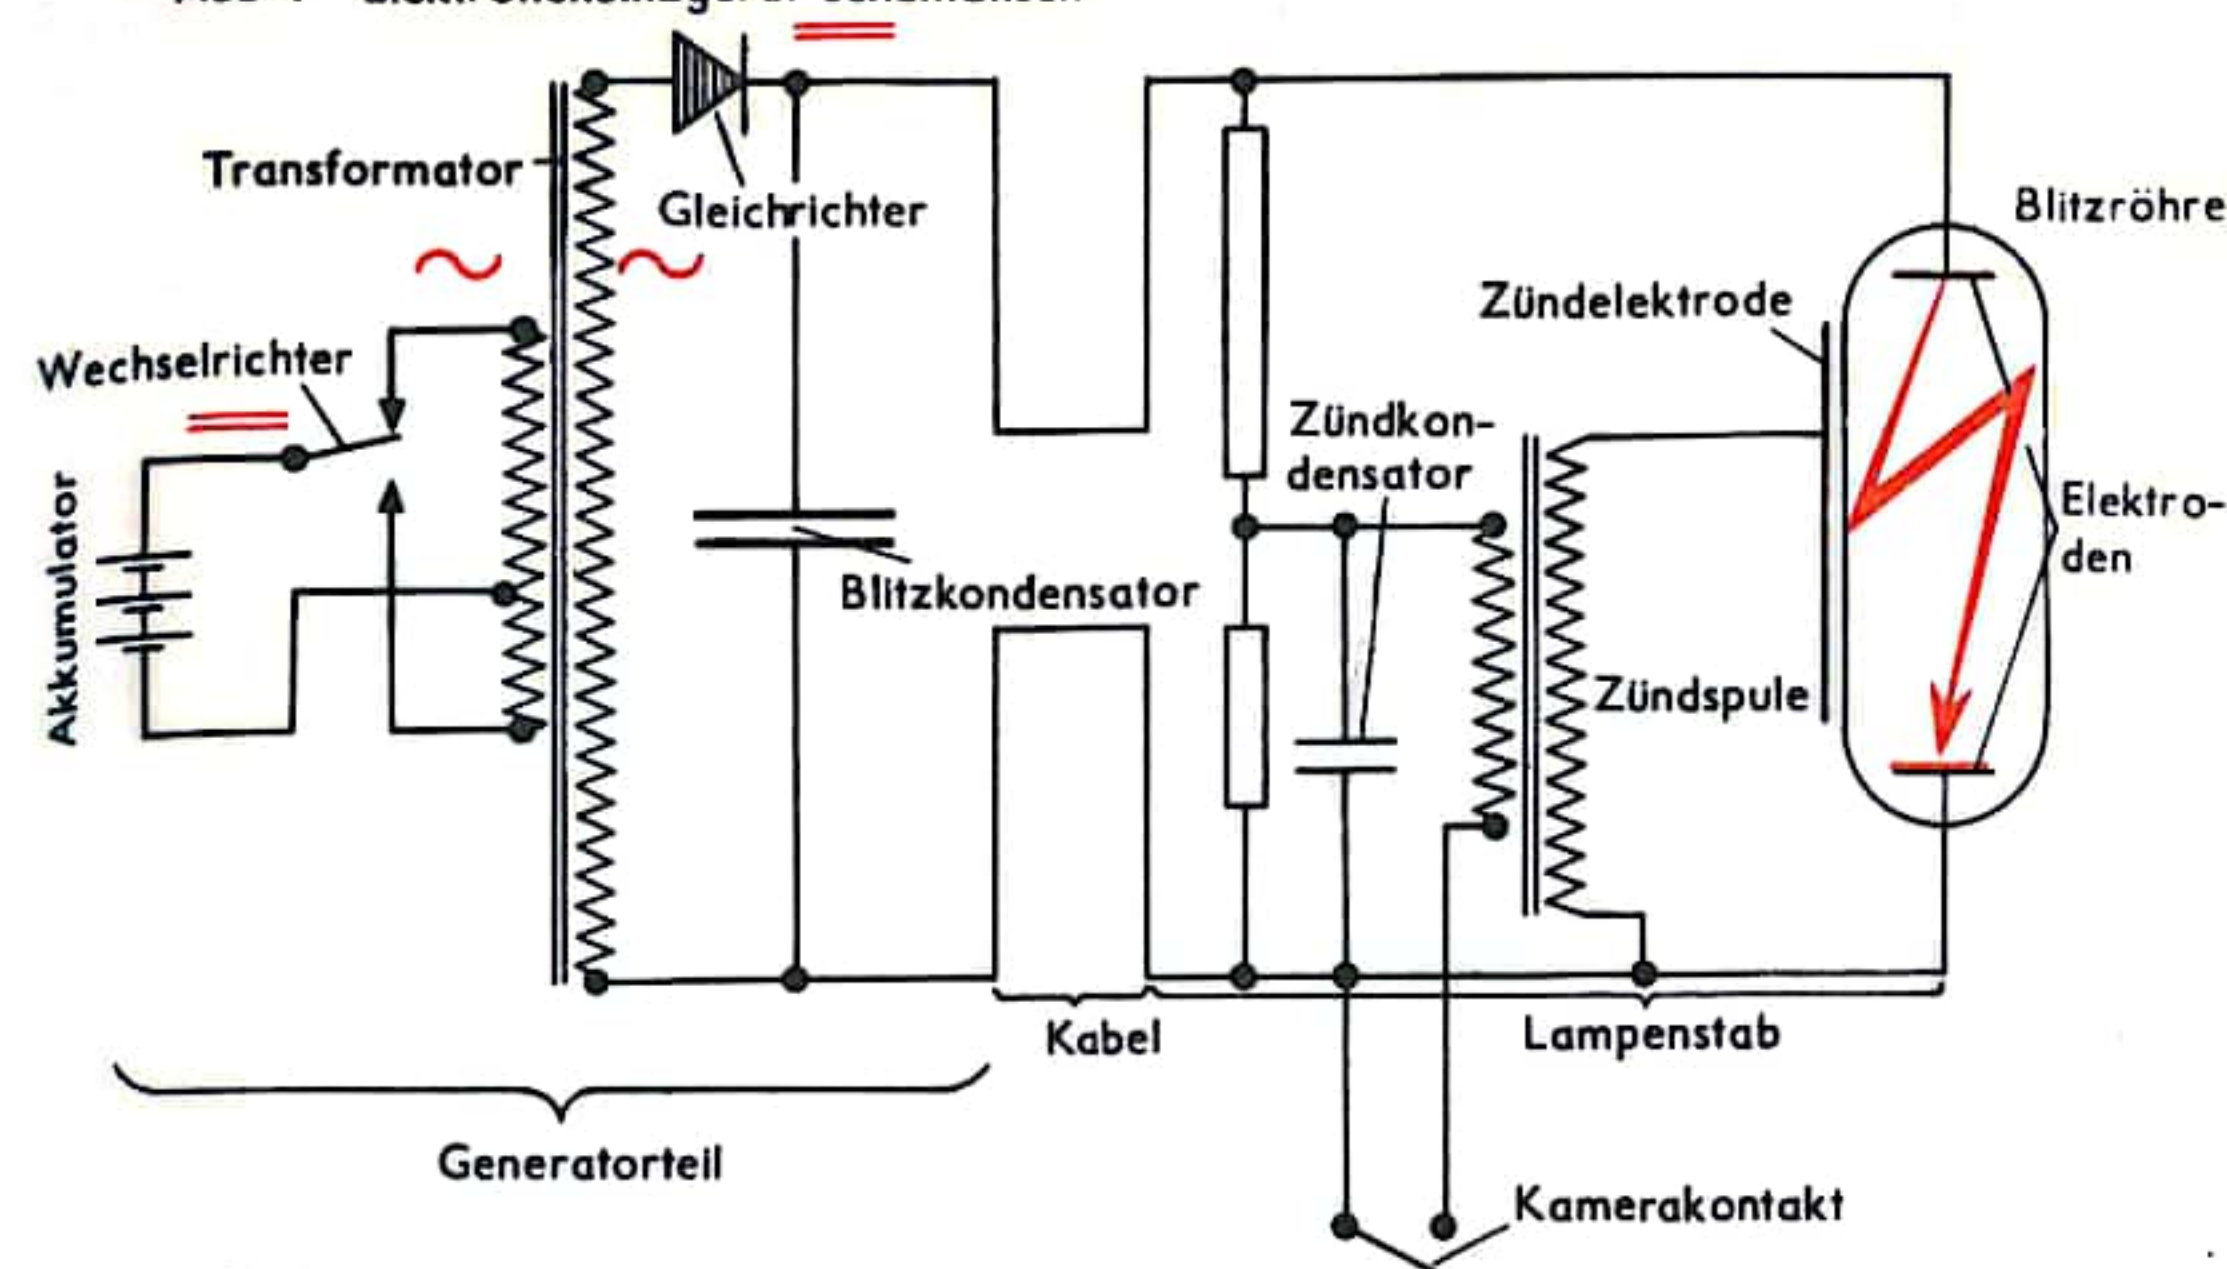 Transformator
Gleichrichter
Blitzröhre
Zündelektrode
Wechselrichter
Zündkon-
densator
Akkumulator
Elektro-
den
Blitzkondensator
Zündspule
Kabel
Lampenstab
Generatorteil
Kamerakontakt